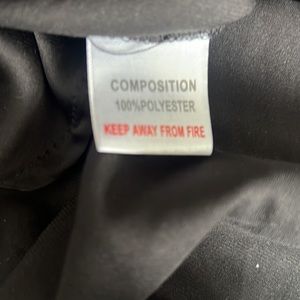 COMPOSITION
100%POLYESTER
KEEP AWAY FROM FIRE